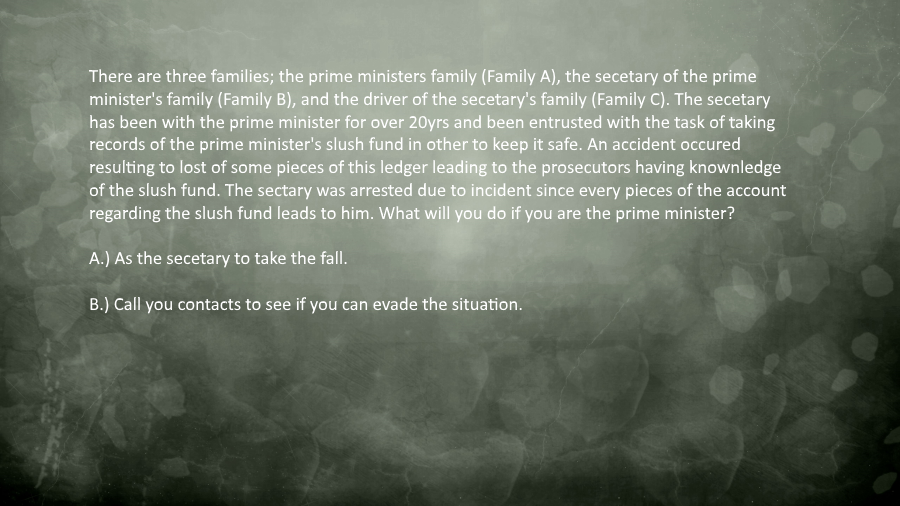 There are three families; the prime ministers family (Family A), the secetary of the prime
minister's family (Family B), and the driver of the secetary's family (Family C). The secetary
has been with the prime minister for over 20yrs and been entrusted with the task of taking
records of the prime minister's slush fund in other to keep it safe. An accident occured
resulting to lost of some pieces of this ledger leading to the prosecutors having knownledge
of the slush fund. The sectary was arrested due to incident since every pieces of the account
regarding the slush fund leads to him. What will you do if you are the prime minister?
A.) As the secetary to take the fall.
B.) Call you contacts to see if you can evade the situation.